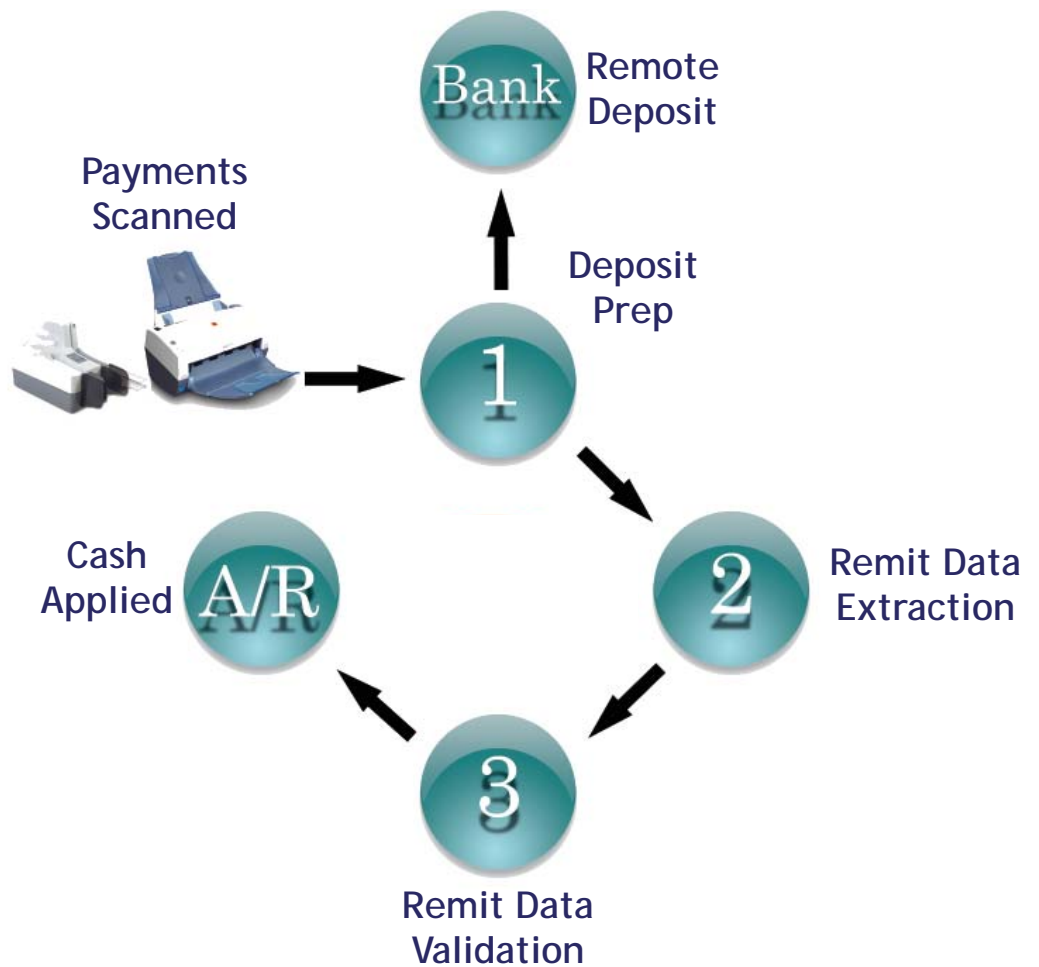 Bank
Remote
Deposit
Payments
Scanned
Deposit
Prep
1
2
Remit Data
Extraction
Cash
Applied
A/R
3
Remit Data
Validation